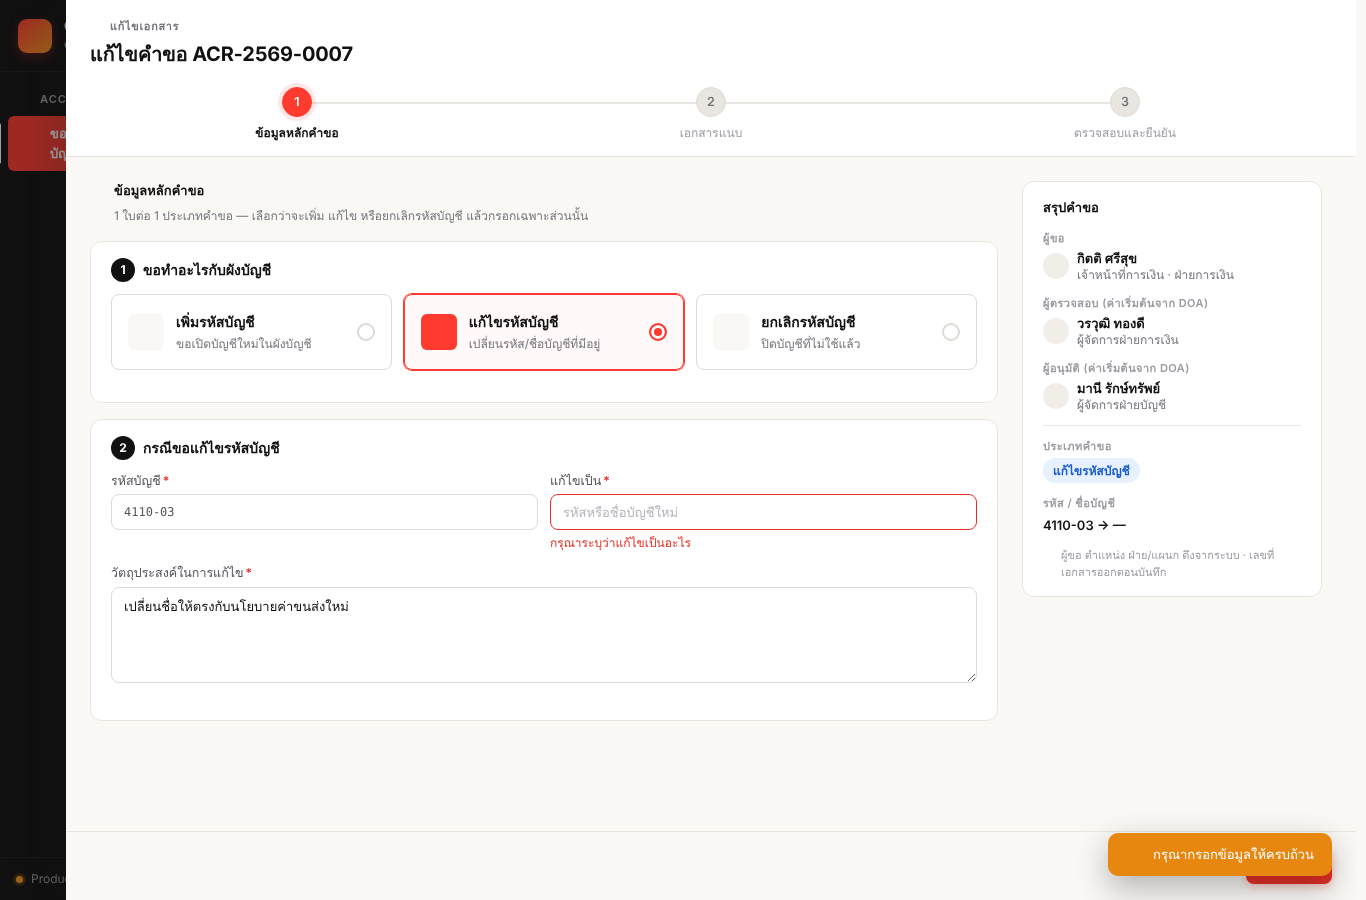 แก้ไขเอกสาร
แก้ไขคำขอ ACR-2569-0007
1
2
3
ข้อมูลหลักคำขอ
เอกสารแนบ
ตรวจสอบและยืนยัน
ACC
ขอ
บัญ
ข้อมูลหลักคำขอ
1 ใบต่อ 1 ประเภทคำขอ — เลือกว่าจะเพิ่ม แก้ไข หรือยกเลิกรหัสบัญชี แล้วกรอกเฉพาะส่วนนั้น
1 ขอทำอะไรกับผังบัญชี
เพิ่มรหัสบัญชี
ขอเปิดบัญชีใหม่ในผังบัญชี
แก้ไขรหัสบัญชี
เปลี่ยนรหัส/ชื่อบัญชีที่มีอยู่
ยกเลิกรหัสบัญชี
ปิดบัญชีที่ไม่ใช้แล้ว
2 กรณีขอแก้ไขรหัสบัญชี
รหัสบัญชี *
4110-03
แก้ไขเป็น *
รหัสหรือชื่อบัญชีใหม่
กรุณาระบุว่าแก้ไขเป็นอะไร
วัตถุประสงค์ในการแก้ไข *
เปลี่ยนชื่อให้ตรงกับนโยบายค่าขนส่งใหม่
สรุปคำขอ
ผู้ขอ
กิตติ ศรีสุข
เจ้าหน้าที่การเงิน · ฝ่ายการเงิน
ผู้ตรวจสอบ (ค่าเริ่มต้นจาก DOA)
วรวุฒิ ทองดี
ผู้จัดการฝ่ายการเงิน
ผู้อนุมัติ (ค่าเริ่มต้นจาก DOA)
มานี รักษ์ทรัพย์
ผู้จัดการฝ่ายบัญชี
ประเภทคำขอ
แก้ไขรหัสบัญชี
รหัส / ชื่อบัญชี
4110-03 → —
ผู้ขอ ตำแหน่ง ฝ่าย/แผนก ดึงจากระบบ · เลขที่
เอกสารออกตอนบันทึก
Produ
กรุณากรอกข้อมูลให้ครบถ้วน